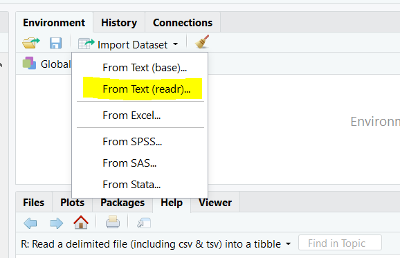 Environment History Connections
Import Dataset
Global
From Text (base)...
From Text (readr)...
From Excel...
From SPSS...
From SAS...
From Stata...
Environm
Files Plots Packages Help Viewer
R: Read a delimited file (including csv & tsv) into a tibble Find in Topic